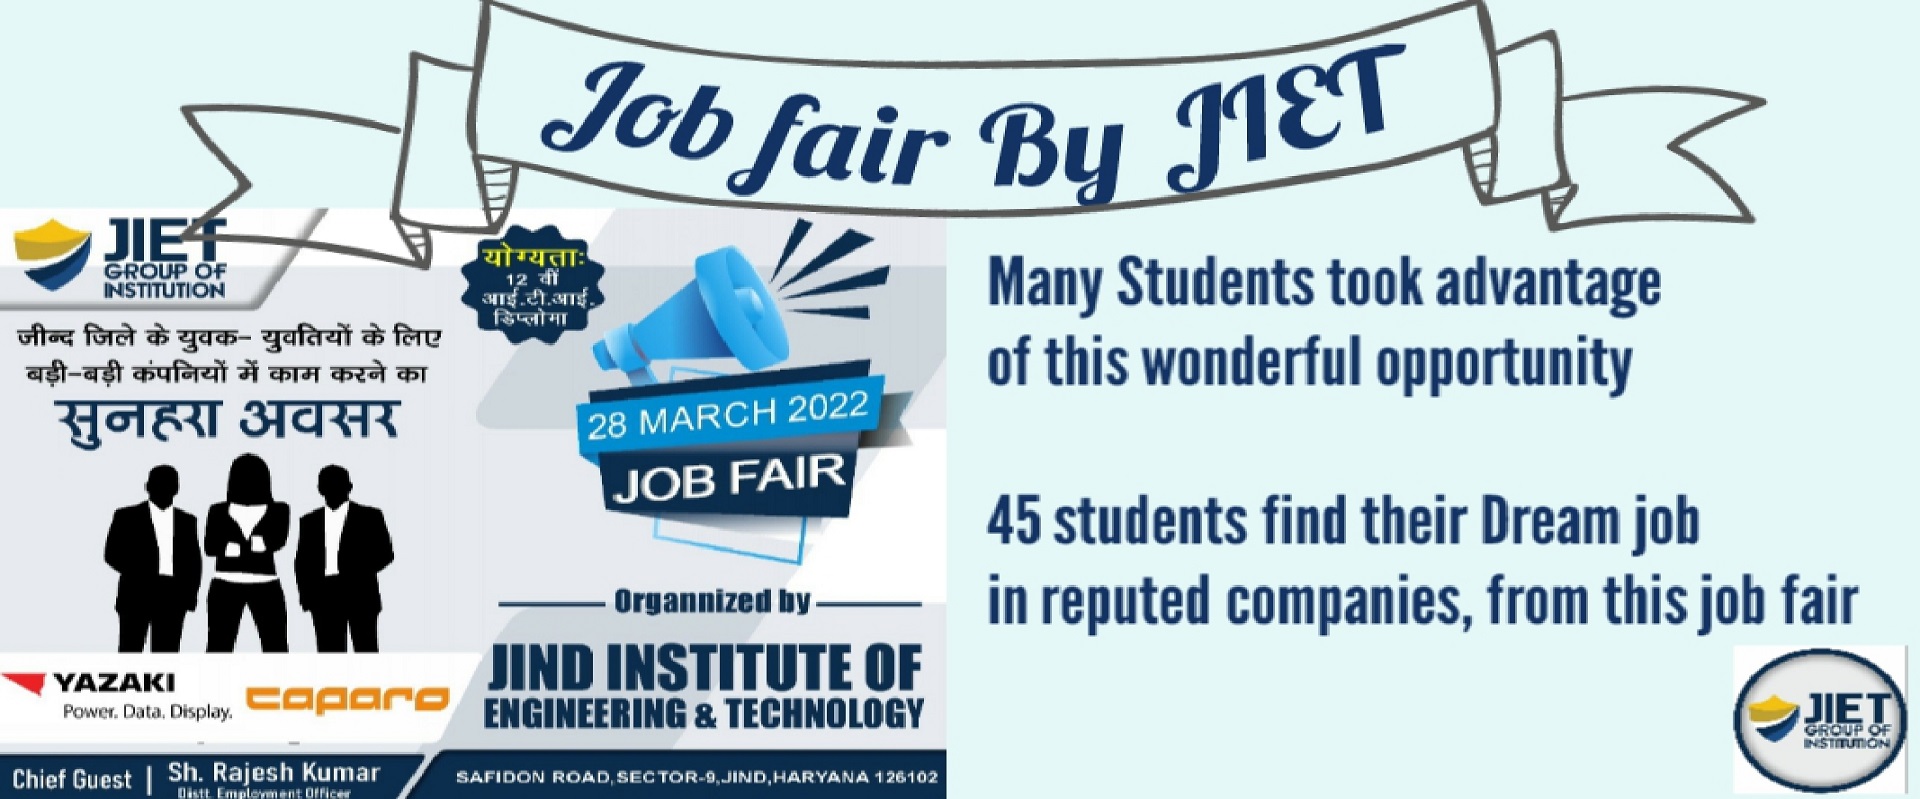 Job fair By JIET
JIET
GROUP OF
INSTITUTION
जीन्द जिले के युवक- युवतियों के लिए
बड़ी-बड़ी कंपनियों में काम करने का
सुनहरा अवसर
YAZAKI
Power. Data. Display.
caparo
Chief Guest | Sh. Rajesh Kumar
Distt. Employment Officer
योग्यताः
12 वीं
आई.टी.आई.
डिप्लोमा
28 MARCH 2022
JOB FAIR
Organnized by
JIND INSTITUTE OF
ENGINEERING & TECHNOLOGY
SAFIDON ROAD,SECTOR-9,JIND,HARYANA 126102
Many Students took advantage
of this wonderful opportunity
45 students find their Dream job
in reputed companies, from this job fair
JIET
GROUP OF
INSTITUTION